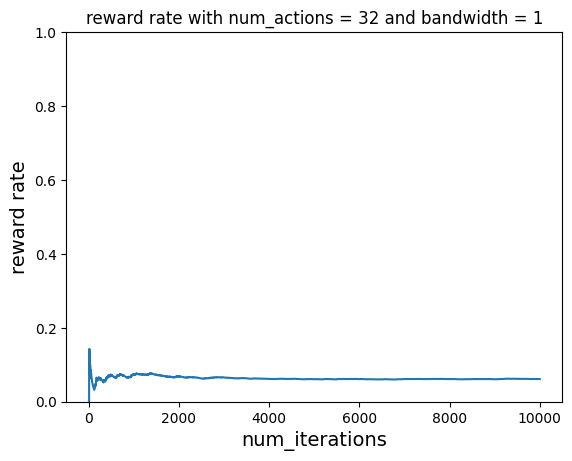 reward rate with num_actions = 32 and bandwidth = 1
1.0
0.8
0.6
0.4
0.2
0.0
reward rate
0 2000 4000 6000 8000 10000
num_iterations